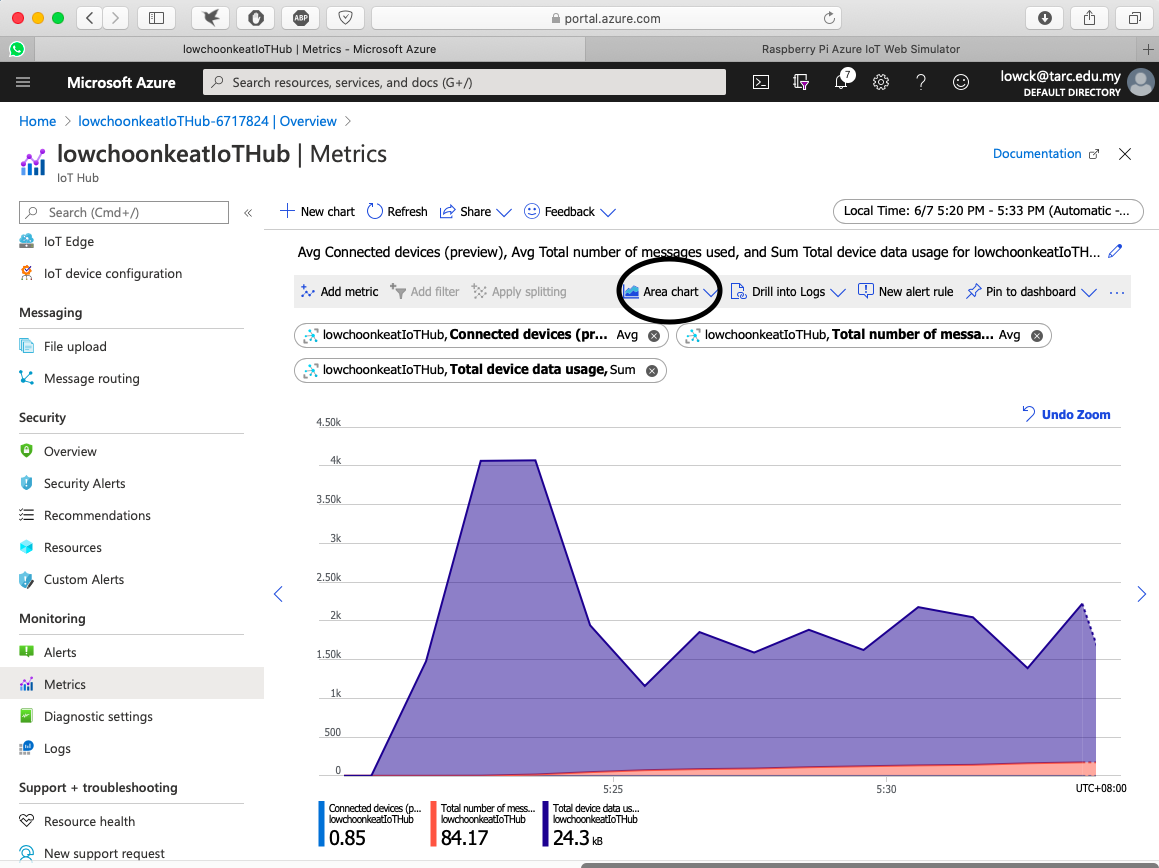 ABP
portal.azure.com
lowchoonkeatIoTHub | Metrics - Microsoft Azure
Raspberry Pi Azure IoT Web Simulator
Microsoft Azure
Search resources, services, and docs (G+/)
7
lowck@tarc.edu.my
DEFAULT DIRECTORY
Home > lowchoonkeatIoTHub-6717824 | Overview >
lowchoonkeatIoTHub | Metrics
IoT Hub
Documentation
Search (Cmd+/)
«
New chart
Refresh
Share
Feedback
Local Time: 6/7 5:20 PM - 5:33 PM (Automatic -...
IoT Edge
IoT device configuration
Messaging
File upload
Message routing
Security
Overview
Security Alerts
Recommendations
Resources
Custom Alerts
Monitoring
Alerts
Metrics
Diagnostic settings
Logs
Support + troubleshooting
Resource health
New support request
Avg Connected devices (preview), Avg Total number of messages used, and Sum Total device data usage for lowchoonkeatIoTH...
Add metric
Add filter
Apply splitting
Area chart
Drill into Logs
New alert rule
Pin to dashboard
...
lowchoonkeatIoTHub, Connected devices (pr... Avg
lowchoonkeatIoTHub, Total number of messa... Avg
lowchoonkeatIoTHub, Total device data usage, Sum
Undo Zoom
4.50k
4k
3.50k
3k
2.50k
2k
1.50k
1k
500
0
5:25
5:30
UTC+08:00
Connected devices (p...
lowchoonkeatIoTHub
0.85
Total number of mess...
lowchoonkeatIoTHub
84.17
Total device data us...
lowchoonkeatIoTHub
24.3 kB